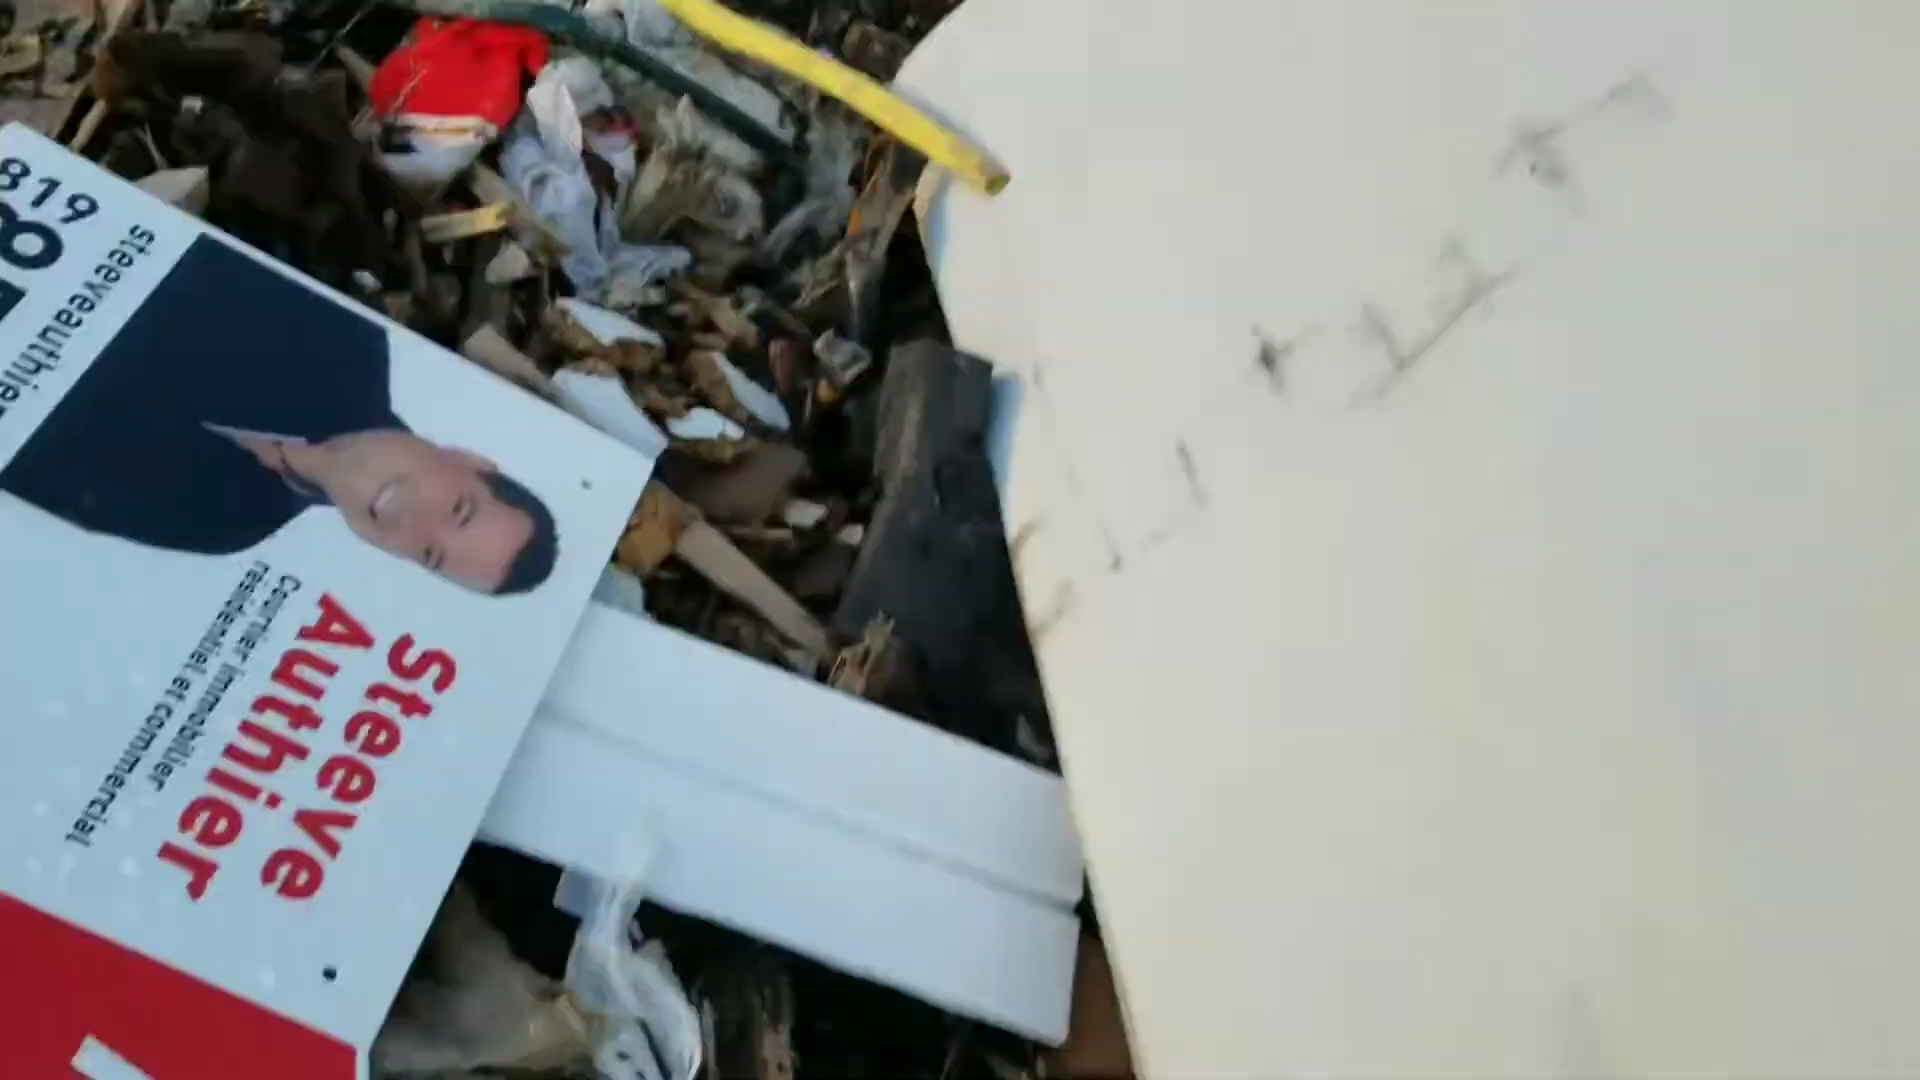 Steeve
Authier
Courtier immobilier
résidentiel et commercial
steeveauthier
819